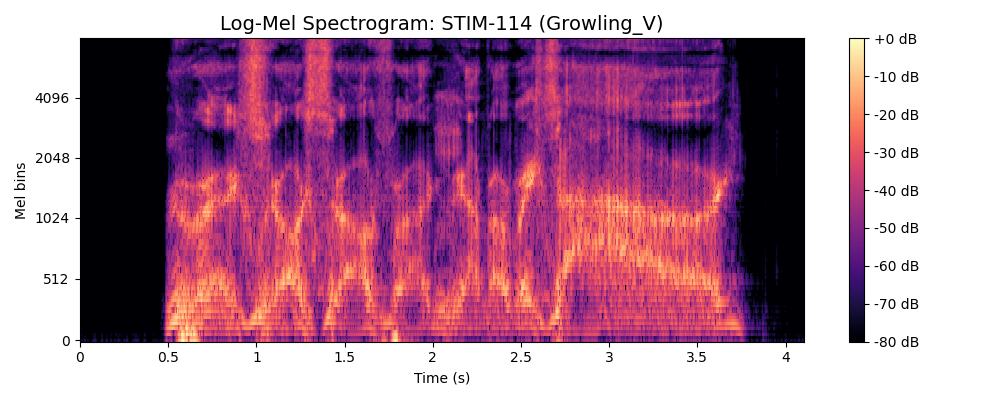 Log-Mel Spectrogram: STIM-114 (Growling_V)
Mel bins
4096
2048
1024
512
0
0 0.5 1 1.5 2 2.5 3 3.5 4
Time (s)
+0 dB
-10 dB
-20 dB
-30 dB
-40 dB
-50 dB
-60 dB
-70 dB
-80 dB